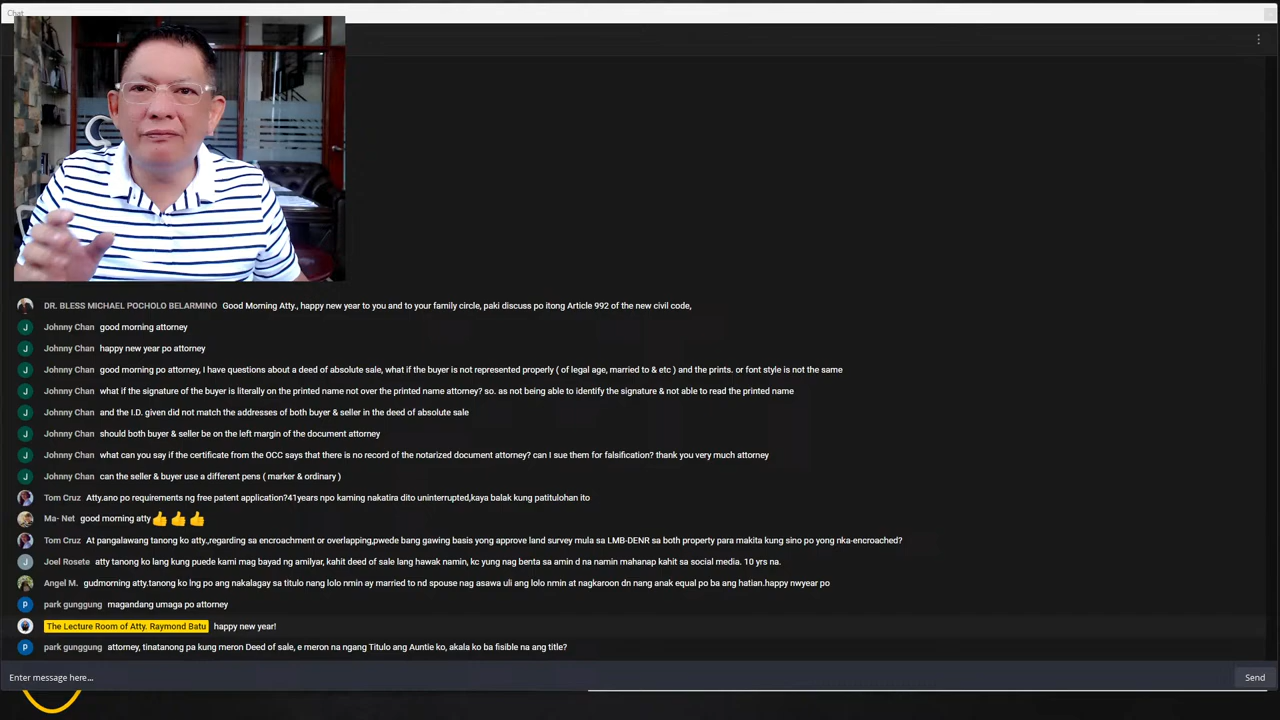 Chat
DR. BLESS MICHAEL POCHOLO BELARMINO Good Morning Atty., happy new year to you and to your family circle, paki discuss po itong Article 992 of the new civil code,
J Johnny Chan good morning attorney
J Johnny Chan happy new year po attorney
J Johnny Chan good morning po attorney, I have questions about a deed of absolute sale, what if the buyer is not represented properly ( of legal age, married to & etc ) and the prints. or font style is not the same
J Johnny Chan what if the signature of the buyer is literally on the printed name not over the printed name attorney? so. as not being able to identify the signature & not able to read the printed name
J Johnny Chan and the I.D. given did not match the addresses of both buyer & seller in the deed of absolute sale
J Johnny Chan should both buyer & seller be on the left margin of the document attorney
J Johnny Chan what can you say if the certificate from the OCC says that there is no record of the notarized document attorney? can I sue them for falsification? thank you very much attorney
J Johnny Chan can the seller & buyer use a different pens ( marker & ordinary )
Tom Cruz Atty.ano po requirements ng free patent application?41years npo kaming nakatira dito uninterrupted,kaya balak kung patitulohan ito
Ma- Net good morning atty👍👍👍
Tom Cruz At pangalawang tanong ko atty.,regarding sa encroachment or overlapping,pwede bang gawing basis yong approve land survey mula sa LMB-DENR sa both property para makita kung sino po yong nka-encroached?
J Joel Rosete atty tanong ko lang kung puede kami mag bayad ng amilyar, kahit deed of sale lang hawak namin, kc yung nag benta sa amin d na namin mahanap kahit sa social media. 10 yrs na.
Angel M. gudmorning atty.tanong ko lng po ang nakalagay sa titulo nang lolo nmin ay married to nd spouse nag asawa uli ang lolo nmin at nagkaroon dn nang anak equal po ba ang hatian.happy nwyear po
p park gunggung magandang umaga po attorney
The Lecture Room of Atty. Raymond Batu happy new year!
p park gunggung attorney, tinatanong pa kung meron Deed of sale, e meron na ngang Titulo ang Auntie ko, akala ko ba fisible na ang title?
Enter message here... Send